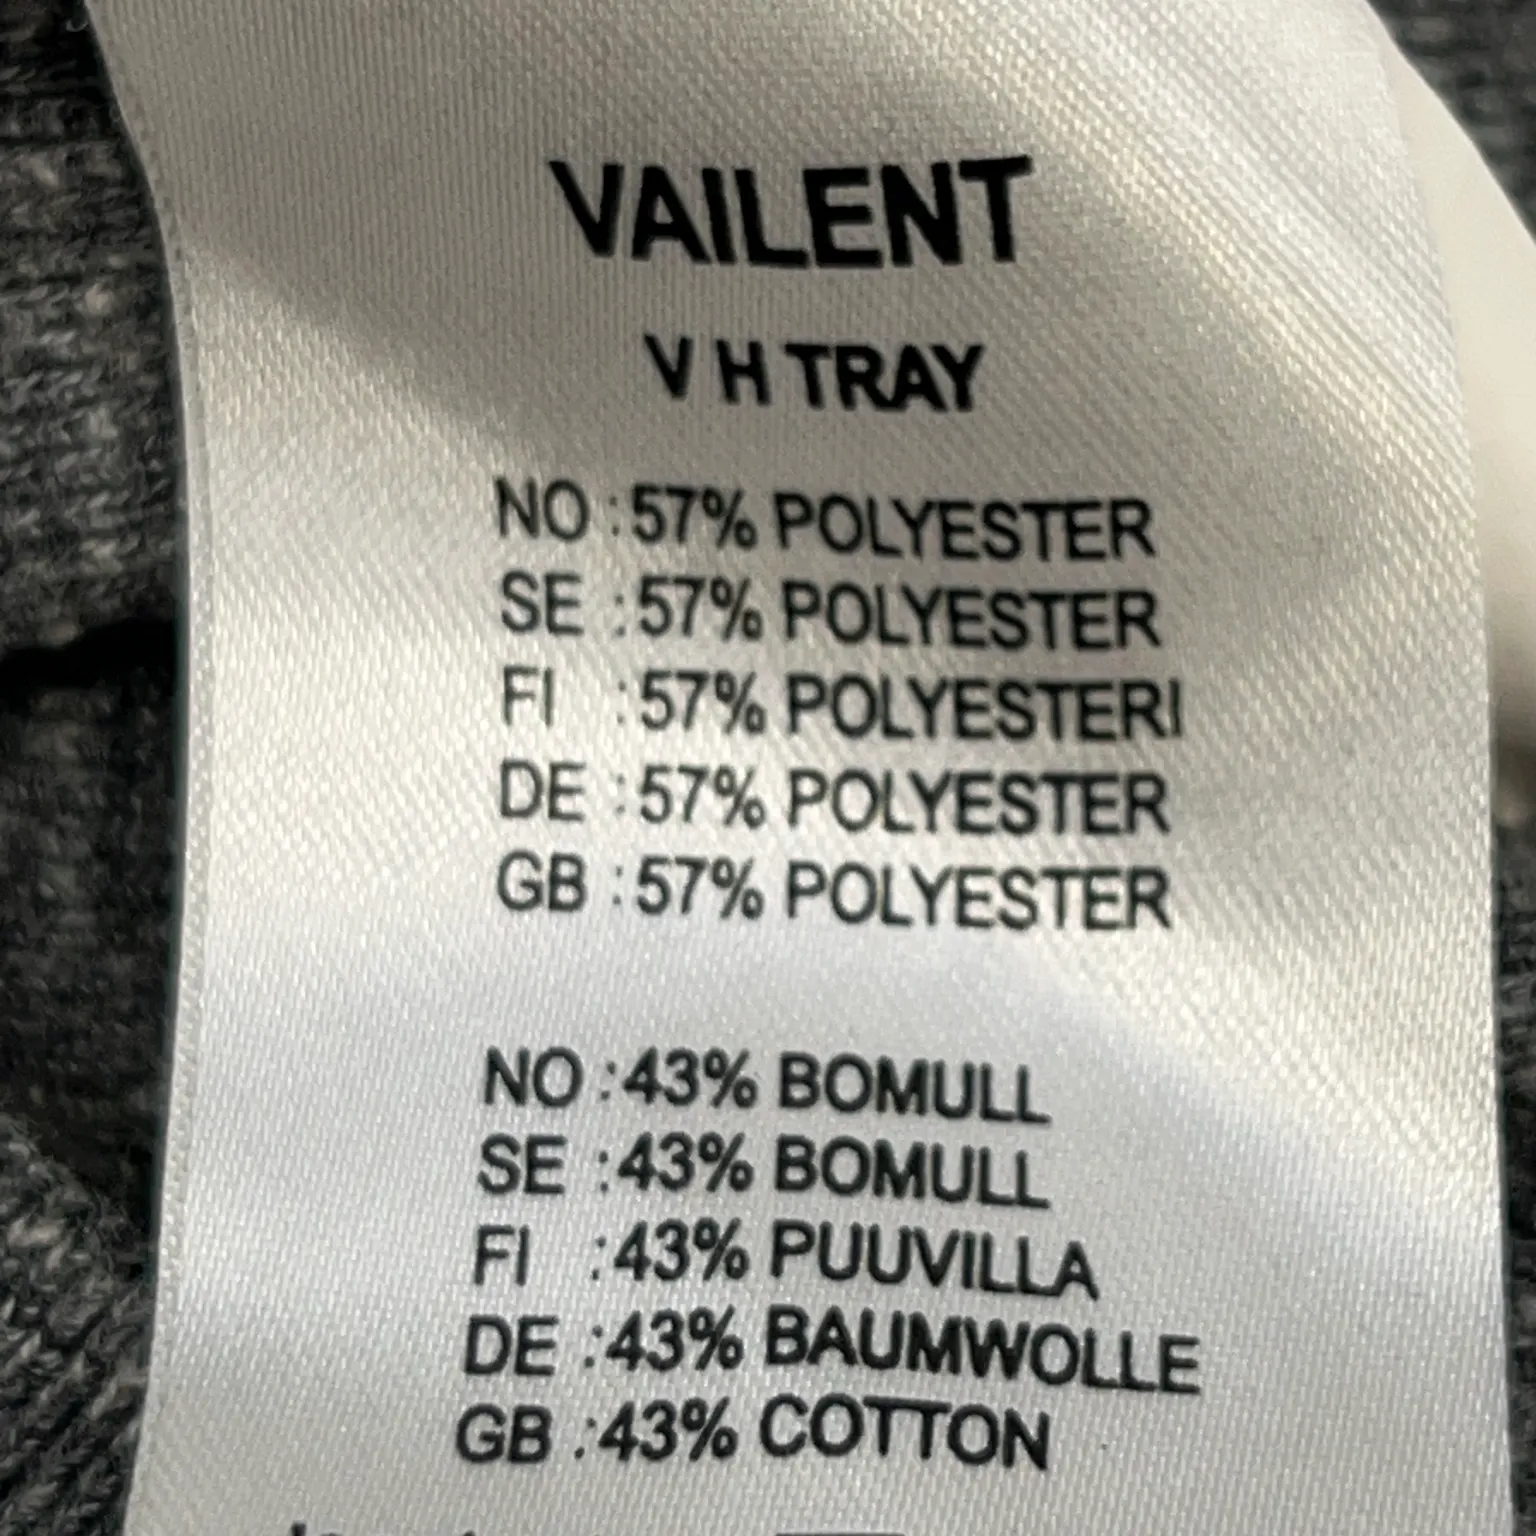 VAILENT
V H TRAY
NO :57% POLYESTER
SE :57% POLYESTER
FI :57% POLYESTERI
DE :57% POLYESTER
GB :57% POLYESTER
NO :43% BOMULL
SE :43% BOMULL
FI :43% PUUVILLA
DE :43% BAUMWOLLE
GB :43% COTTON